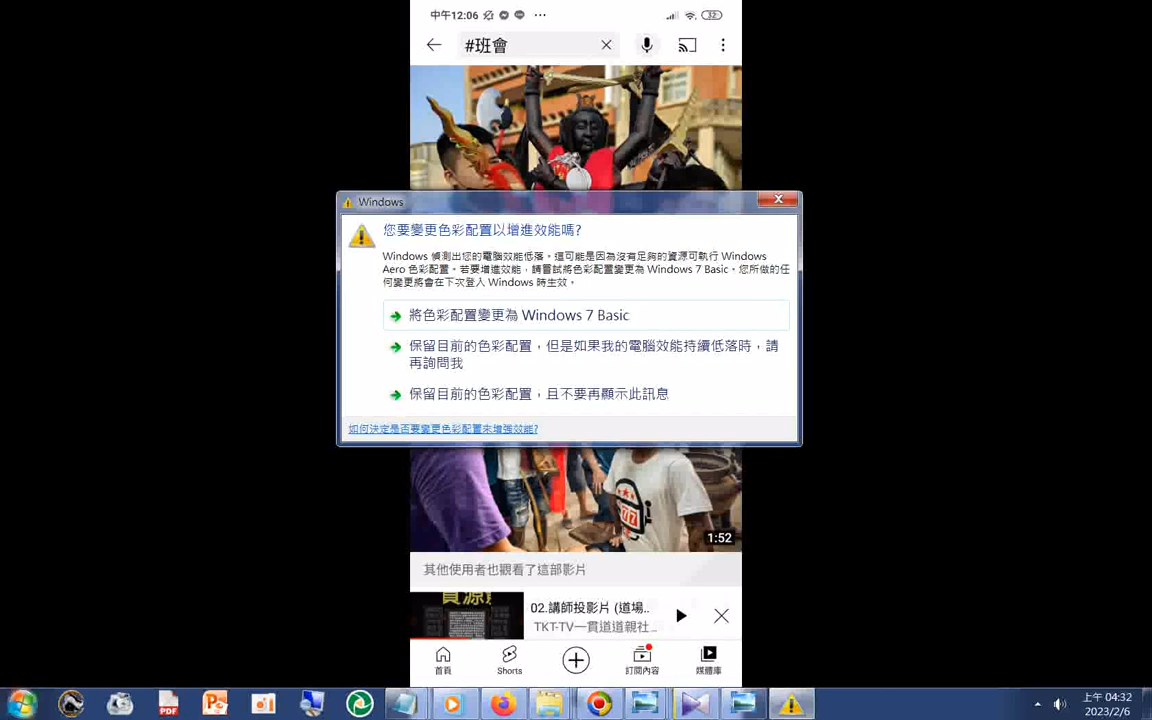 中午12:06
32
#班會
Windows
您要變更色彩配置以增進效能嗎?
Windows 偵測出您的電腦效能低落。這可能是因為沒有足夠的資源可執行 Windows
Aero 色彩配置。若要增進效能，請嘗試將色彩配置變更為 Windows 7 Basic。您所做的任
何變更將會在下次登入 Windows 時生效。
將色彩配置變更為 Windows 7 Basic
保留目前的色彩配置，但是如果我的電腦效能持續低落時，請
再詢問我
保留目前的色彩配置，且不要再顯示此訊息
如何決定是否要變更色彩配置來增強效能?
777
1:52
其他使用者也觀看了這部影片
02.講師投影片 (道場..
TKT-TV一貫道道親社...
首頁
Shorts
訂閱內容
媒體庫
PDF
上午 04:32
2023/2/6